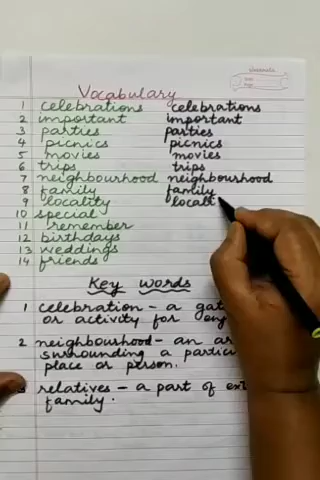 classmate
Vocabulary
1 celebrations celebrations
2 important important
3 parties parties
4 picnics picnics
5 movies movies
6 trips trips
7 neighbourhood neighbourhood
8 family family
9 locality locali
10 special
11 remember
12 birthdays
13 weddings
14 friends
Key words
1 celebration – a
or activity for
2 neighbourhood – an
surrounding a
place or person.
relatives – a part of
family.